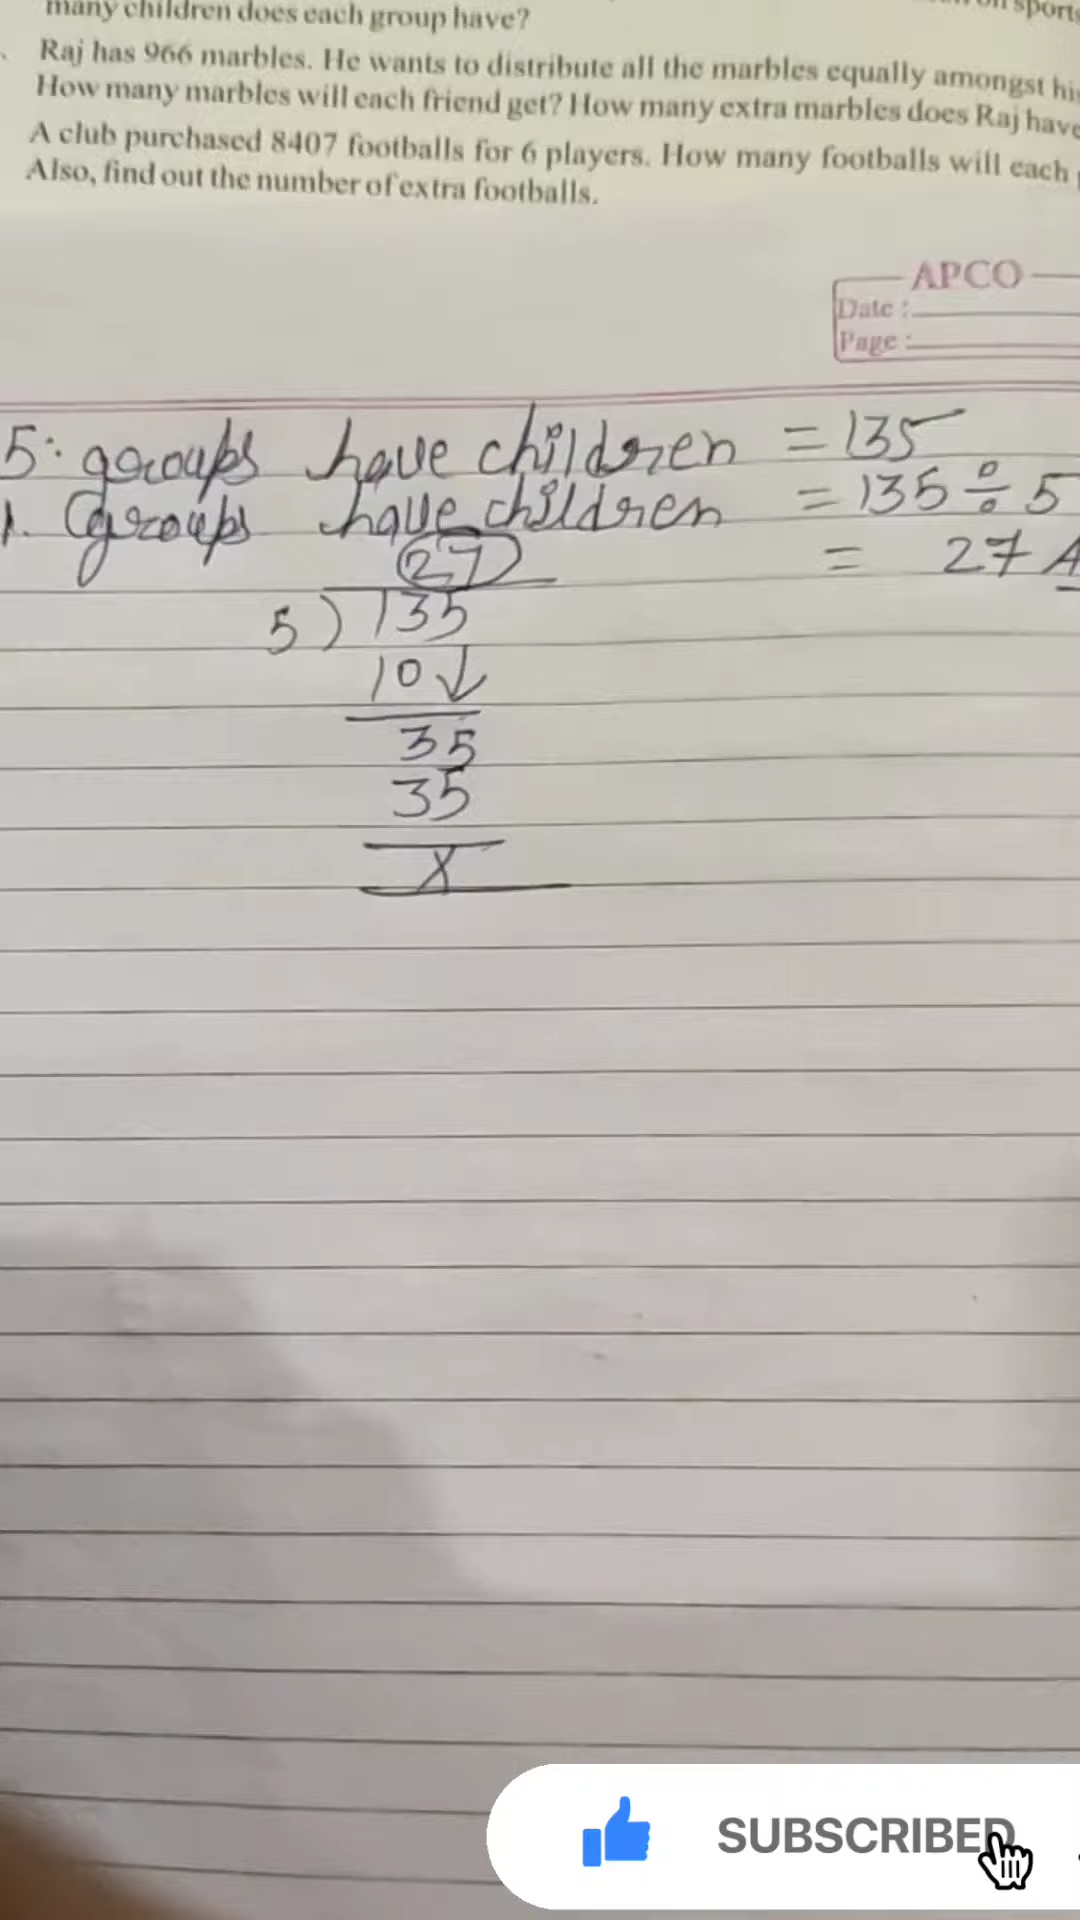 many children does each group have?
Raj has 966 marbles. He wants to distribute all the marbles equally amongst his
How many marbles will each friend get? How many extra marbles does Raj have
A club purchased 8407 footballs for 6 players. How many footballs will each
Also, find out the number of extra footballs.
APCO
Date :
Page :
5. groups have children = 135
1. Groups have children = 135 ÷ 5
= 27 A
27
5 ) 135
10 ↓
35
35
X
SUBSCRIBED